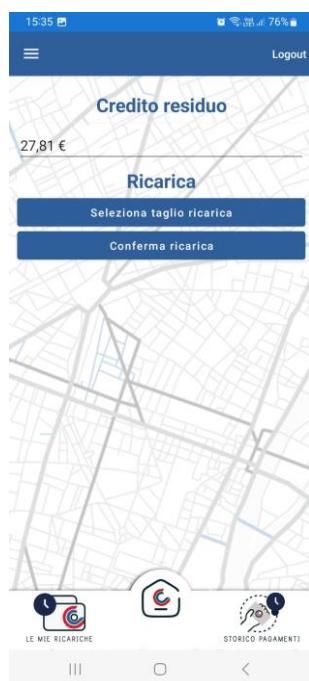 15:35
76%
Logout
Credito residuo
27,81 €
Ricarica
Seleziona taglio ricarica
Conferma ricarica
LE MIE RICARICHE
STORICO PAGAMENTI